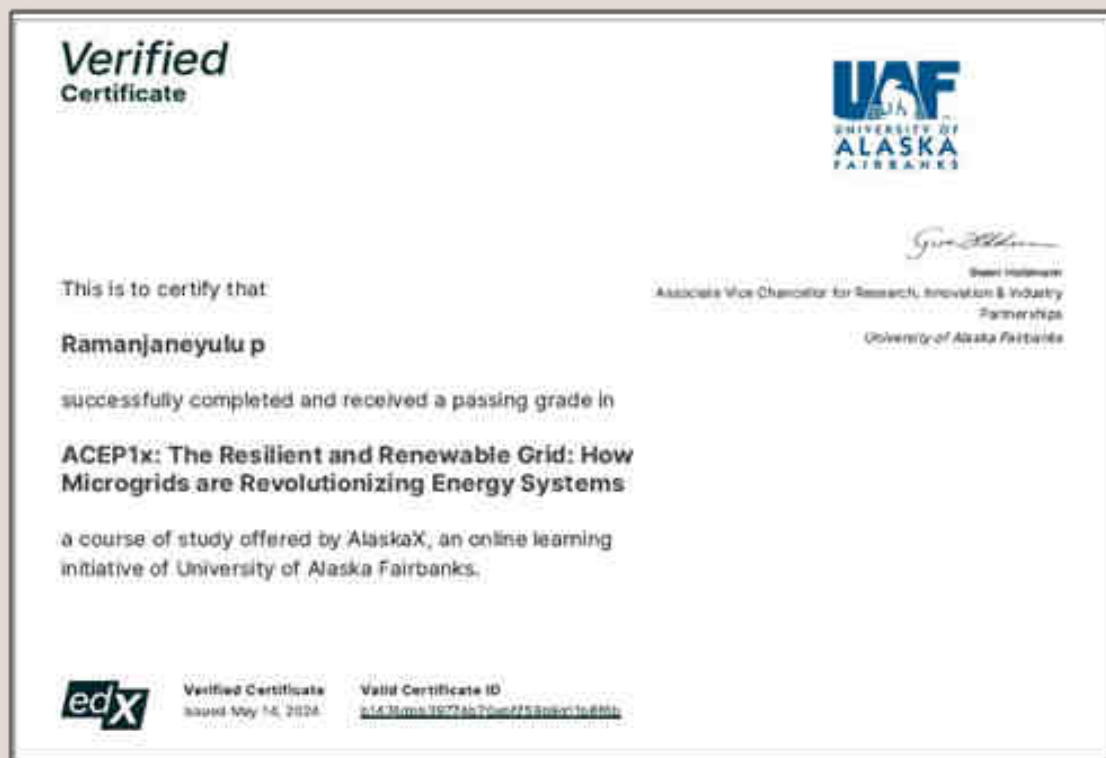 Verified
Certificate
UAF
UNIVERSITY OF
ALASKA
FAIRBANKS
Associate Vice Chancellor for Research, Innovation & Industry
Partnerships
University of Alaska Fairbanks
This is to certify that
Ramanjaneyulu p
successfully completed and received a passing grade in
ACEP1x: The Resilient and Renewable Grid: How
Microgrids are Revolutionizing Energy Systems
a course of study offered by AlaskaX, an online learning
initiative of University of Alaska Fairbanks.
edX
Verified Certificate
Issued May 14, 2024
Valid Certificate ID